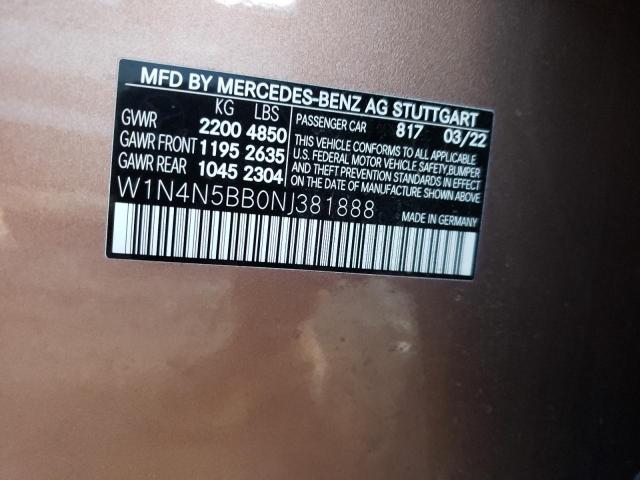 MFD BY MERCEDES-BENZ AG STUTTGART
KG LBS
GVWR 2200 4850
GAWR FRONT 1195 2635
GAWR REAR 1045 2304
PASSENGER CAR 817 03/22
THIS VEHICLE CONFORMS TO ALL APPLICABLE
U.S. FEDERAL MOTOR VEHICLE SAFETY, BUMPER
AND THEFT PREVENTION STANDARDS IN EFFECT
ON THE DATE OF MANUFACTURE SHOWN ABOVE
W1N4N5BB0NJ381888
MADE IN GERMANY